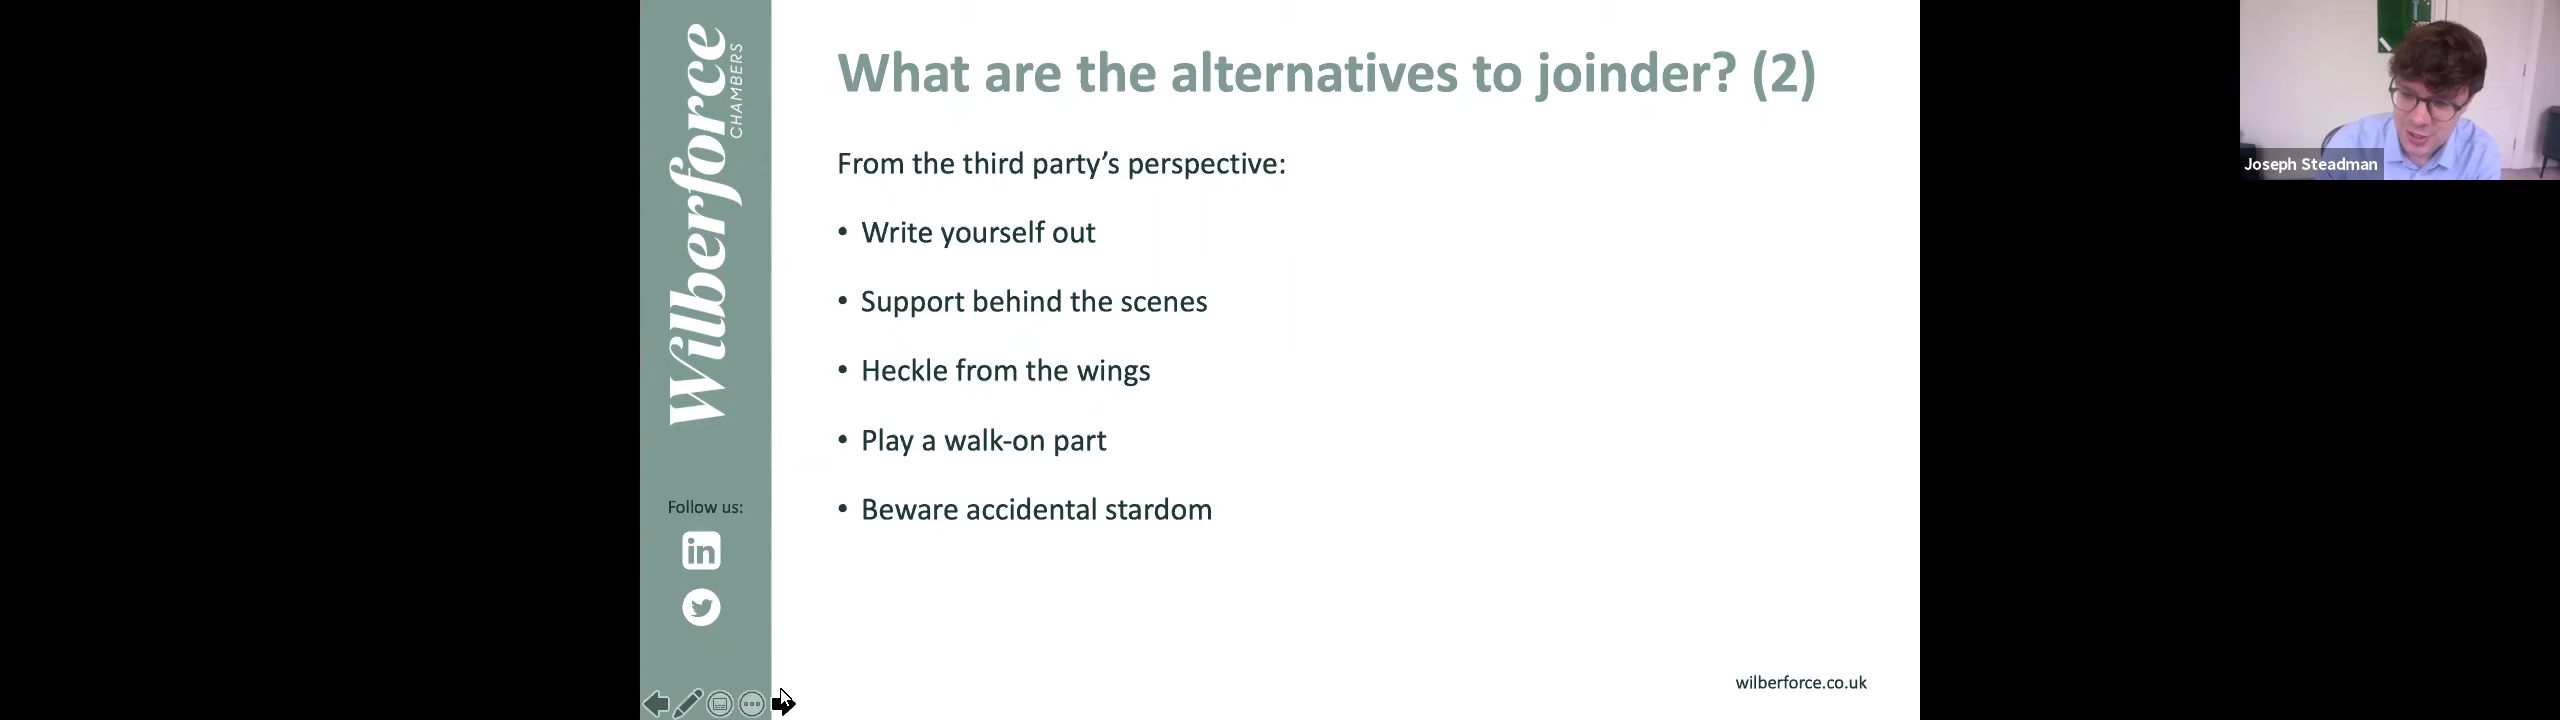 Wilberforce
CHAMBERS
What are the alternatives to joinder? (2)
From the third party’s perspective:
• Write yourself out
• Support behind the scenes
• Heckle from the wings
• Play a walk-on part
• Beware accidental stardom
Follow us:
in
wilberforce.co.uk
Joseph Steadman